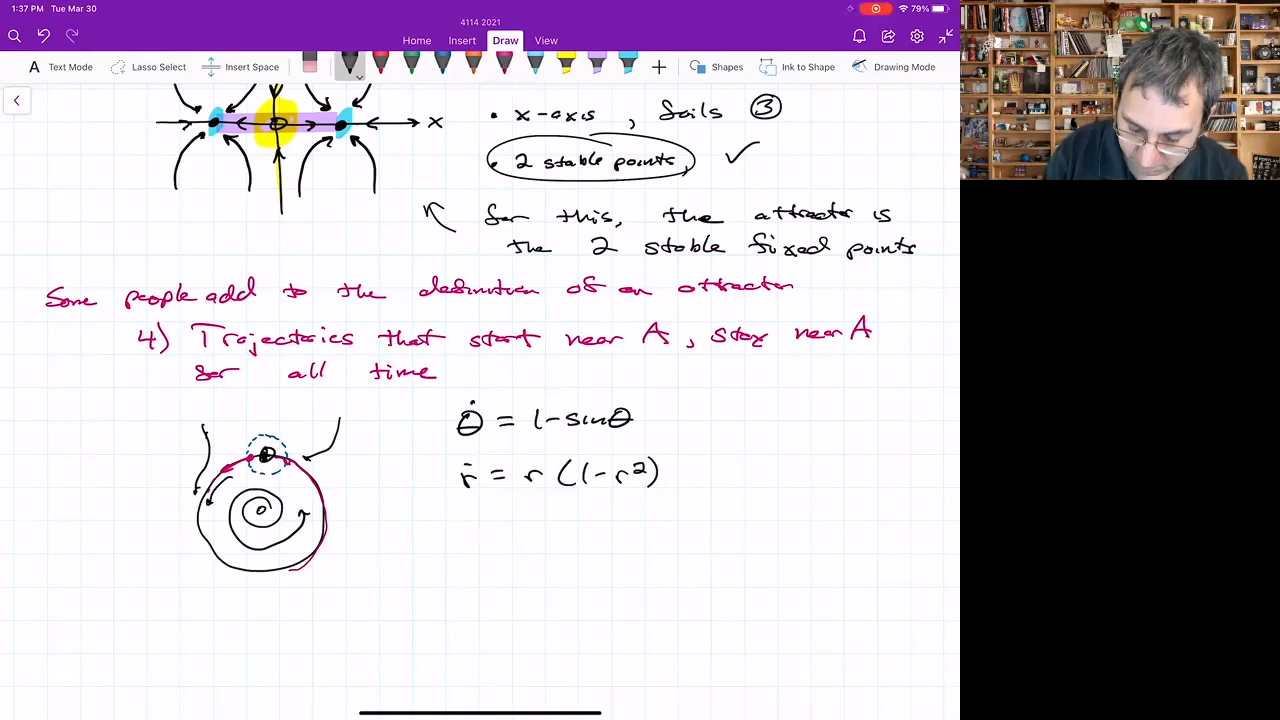 1:37 PM Tue Mar 30
79%
4114 2021
Home Insert Draw View
Text Mode Lasso Select Insert Space Shapes Ink to Shape Drawing Mode
x
• x-axis, fails ③
• 2 stable points, ✓
for this, the attractor is
the 2 stable fixed points
Some people add to the definition of an attractor
4) Trajectories that start near A, stay near A
for all time
θ̇ = 1 - sinθ
ṙ = r (1 - r²)